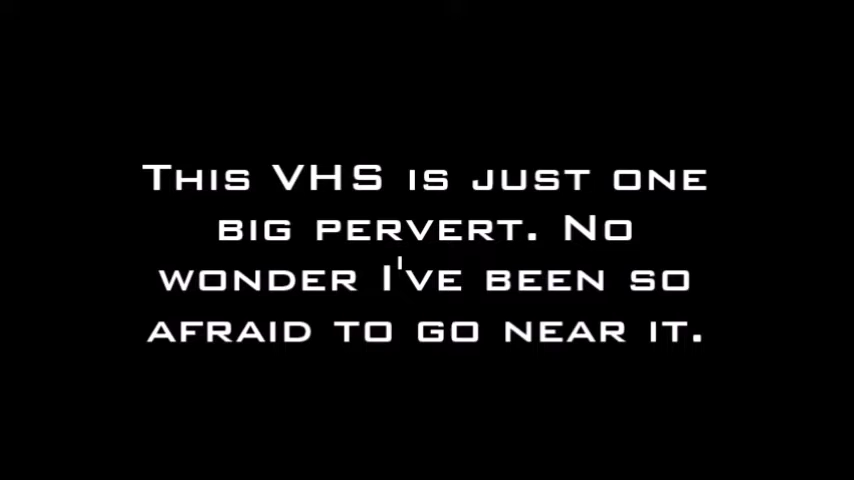 This VHS is just one
big pervert. No
wonder I've been so
afraid to go near it.